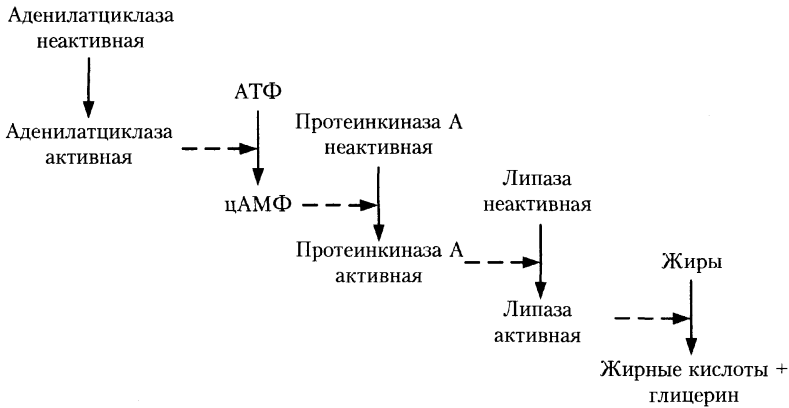 Аденилатциклаза
неактивная
АТФ
Аденилатциклаза
активная
Протеинкиназа А
неактивная
цАМФ
Липаза
неактивная
Протеинкиназа А
активная
Жиры
Липаза
активная
Жирные кислоты +
глицерин